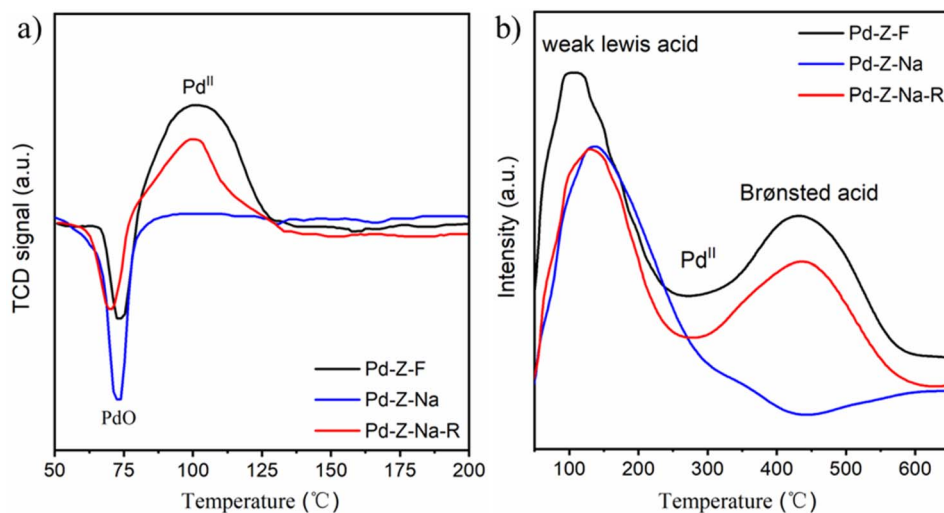 a)
Pd^II
TCD signal (a.u.)
PdO
Pd-Z-F
Pd-Z-Na
Pd-Z-Na-R
50 75 100 125 150 175 200
Temperature (℃)
b)
weak lewis acid
Pd-Z-F
Pd-Z-Na
Pd-Z-Na-R
Brønsted acid
Pd^II
Intensity (a.u.)
100 200 300 400 500 600
Temperature (℃)